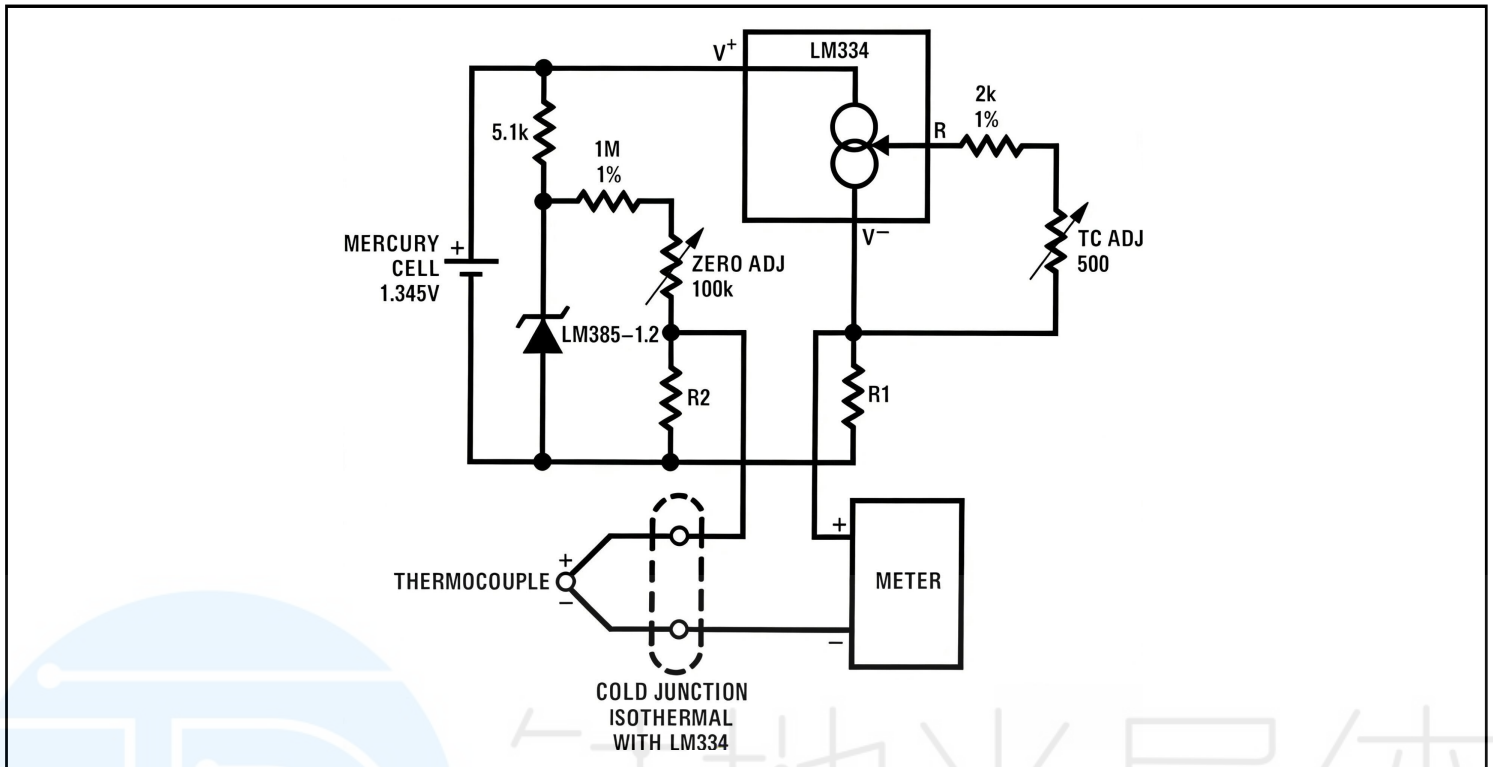 LM334
V+
2k
1%
R
5.1k
1M
1%
V−
TC ADJ
500
MERCURY
CELL
1.345V
+
ZERO ADJ
100k
LM385–1.2
R2
R1
+
METER
−
THERMOCOUPLE
+
−
COLD JUNCTION
ISOTHERMAL
WITH LM334